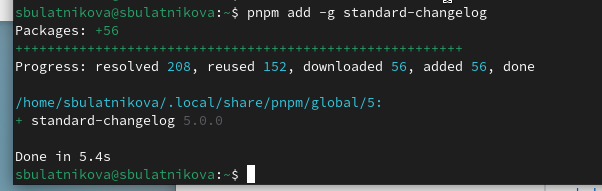 sbulatnikova@sbulatnikova:~$ pnpm add -g standard-changelog
Packages: +56
++++++++++++++++++++++++++++++++++++++++++++++++++++++++
Progress: resolved 208, reused 152, downloaded 56, added 56, done
/home/sbulatnikova/.local/share/pnpm/global/5:
+ standard-changelog 5.0.0
Done in 5.4s
sbulatnikova@sbulatnikova:~$